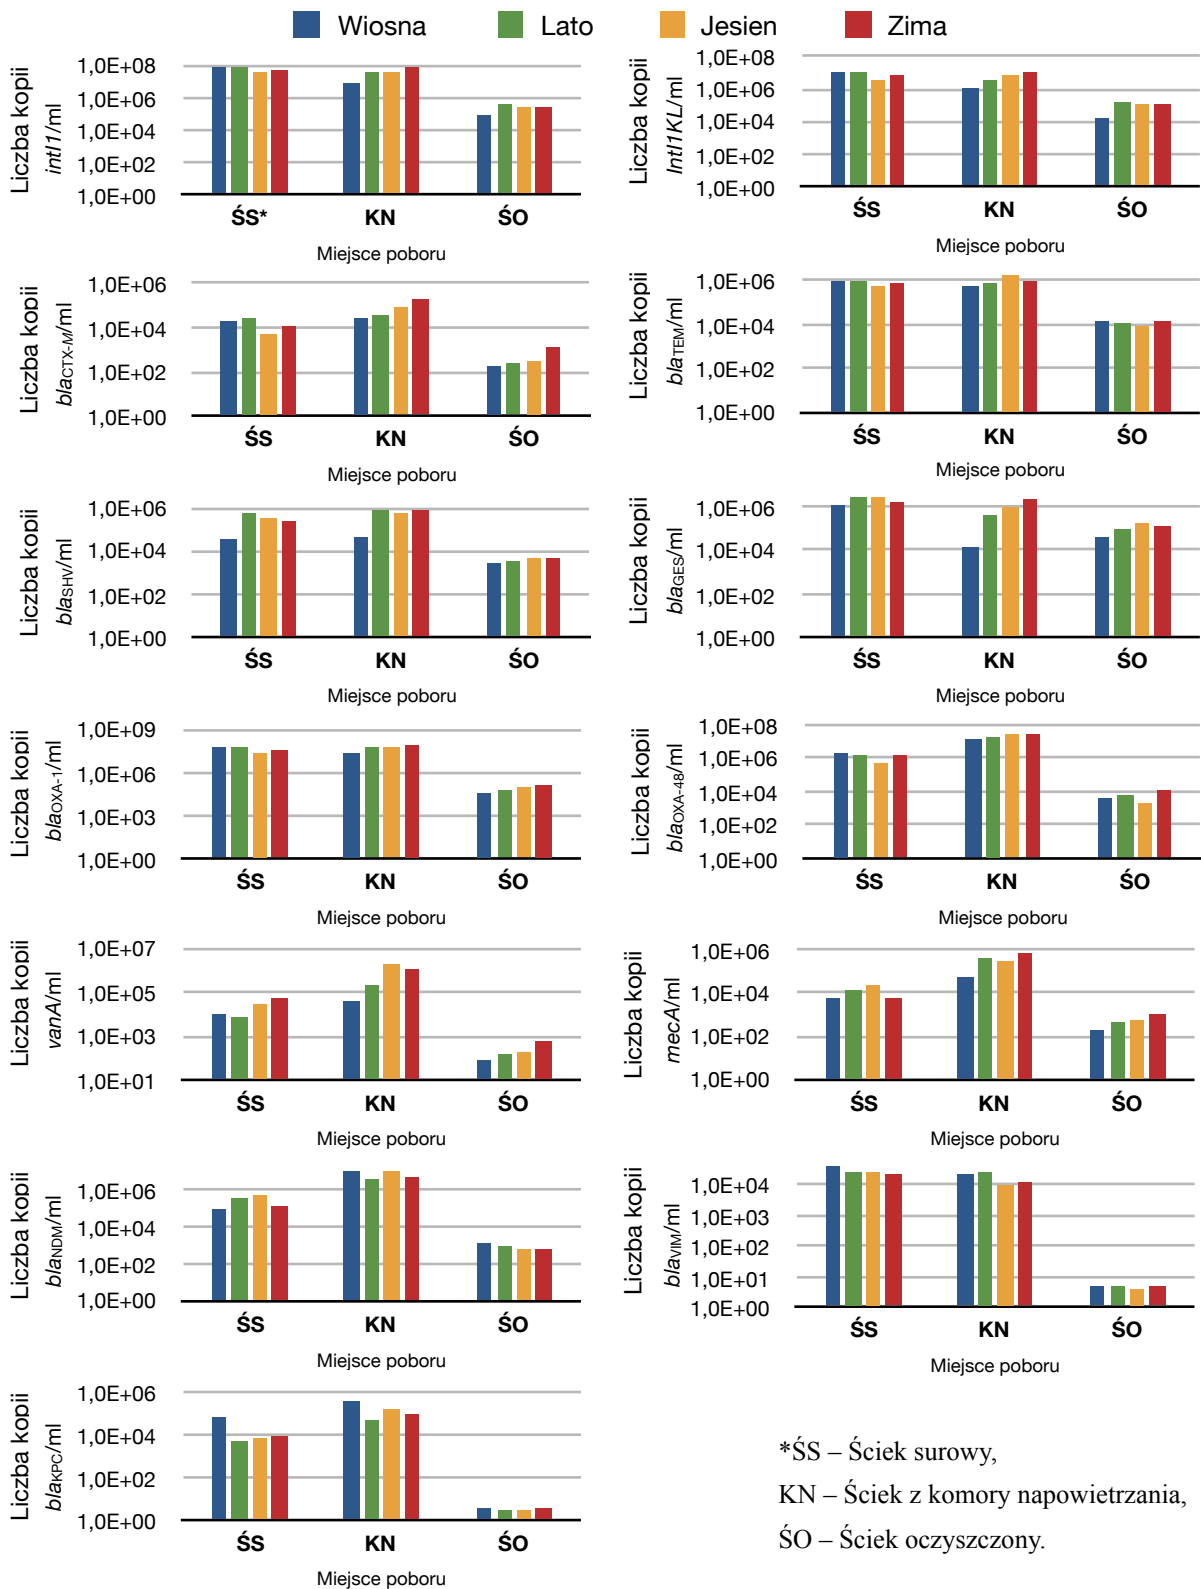 Wiosna Lato Jesien Zima
Liczba kopii
intI1/ml
1,0E+08
1,0E+06
1,0E+04
1,0E+02
1,0E+00
ŚS* KN ŚO
Miejsce poboru
Liczba kopii
IntI1KL/ml
1,0E+08
1,0E+06
1,0E+04
1,0E+02
1,0E+00
ŚS KN ŚO
Miejsce poboru
Liczba kopii
blaCTX-M/ml
1,0E+06
1,0E+04
1,0E+02
1,0E+00
ŚS KN ŚO
Miejsce poboru
Liczba kopii
blaTEM/ml
1,0E+06
1,0E+04
1,0E+02
1,0E+00
ŚS KN ŚO
Miejsce poboru
Liczba kopii
blaSHV/ml
1,0E+06
1,0E+04
1,0E+02
1,0E+00
ŚS KN ŚO
Miejsce poboru
Liczba kopii
blaGES/ml
1,0E+06
1,0E+04
1,0E+02
1,0E+00
ŚS KN ŚO
Miejsce poboru
Liczba kopii
blaOXA-1/ml
1,0E+09
1,0E+06
1,0E+03
1,0E+00
ŚS KN ŚO
Miejsce poboru
Liczba kopii
blaOXA-48/ml
1,0E+08
1,0E+06
1,0E+04
1,0E+02
1,0E+00
ŚS KN ŚO
Miejsce poboru
Liczba kopii
vanA/ml
1,0E+07
1,0E+05
1,0E+03
1,0E+01
ŚS KN ŚO
Miejsce poboru
Liczba kopii
mecA/ml
1,0E+06
1,0E+04
1,0E+02
1,0E+00
ŚS KN ŚO
Miejsce poboru
Liczba kopii
blaNDM/ml
1,0E+06
1,0E+04
1,0E+02
1,0E+00
ŚS KN ŚO
Miejsce poboru
Liczba kopii
blaVIM/ml
1,0E+04
1,0E+03
1,0E+02
1,0E+01
1,0E+00
ŚS KN ŚO
Miejsce poboru
Liczba kopii
blaKPC/ml
1,0E+06
1,0E+04
1,0E+02
1,0E+00
ŚS KN ŚO
Miejsce poboru
*ŚS – Ściek surowy,
KN – Ściek z komory napowietrzania,
ŚO – Ściek oczyszczony.